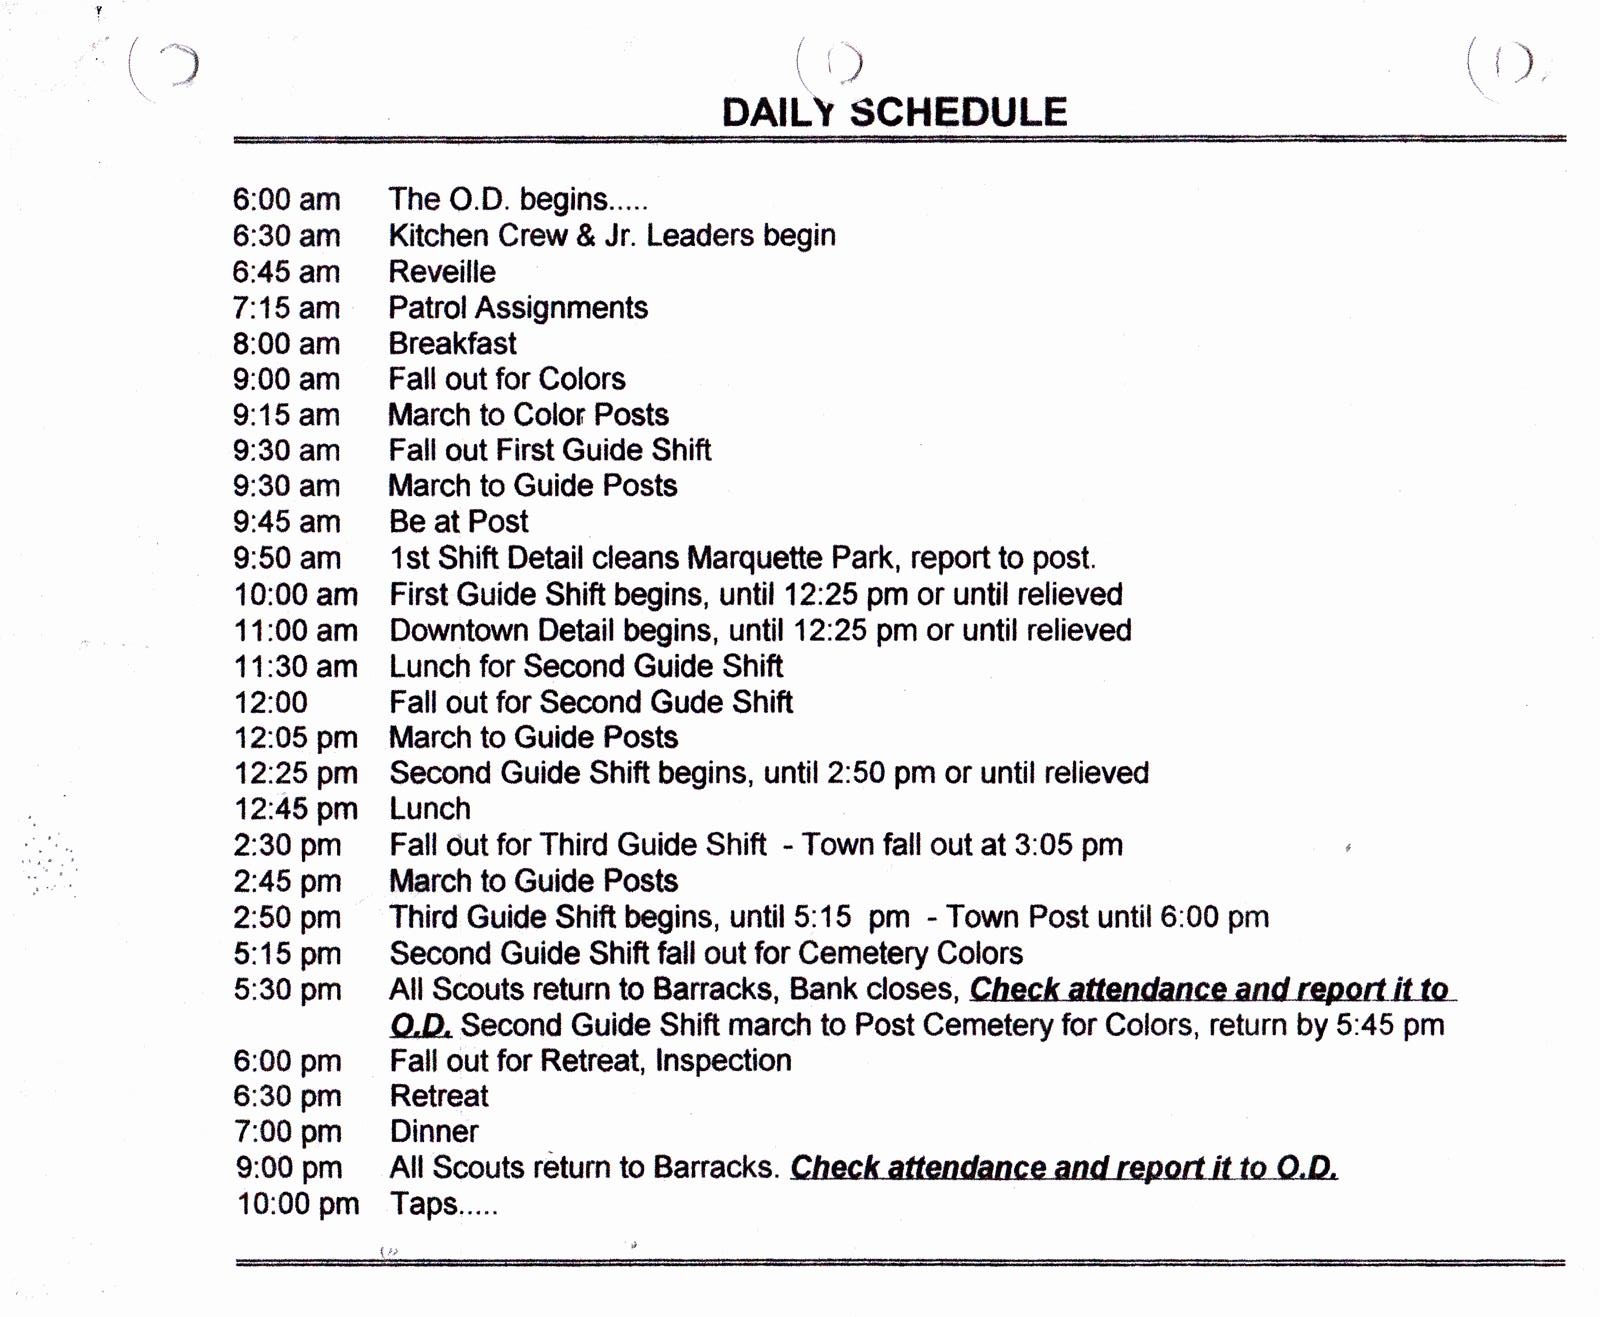 DAILY SCHEDULE
6:00 am The O.D. begins.....
6:30 am Kitchen Crew & Jr. Leaders begin
6:45 am Reveille
7:15 am Patrol Assignments
8:00 am Breakfast
9:00 am Fall out for Colors
9:15 am March to Color Posts
9:30 am Fall out First Guide Shift
9:30 am March to Guide Posts
9:45 am Be at Post
9:50 am 1st Shift Detail cleans Marquette Park, report to post.
10:00 am First Guide Shift begins, until 12:25 pm or until relieved
11:00 am Downtown Detail begins, until 12:25 pm or until relieved
11:30 am Lunch for Second Guide Shift
12:00 Fall out for Second Gude Shift
12:05 pm March to Guide Posts
12:25 pm Second Guide Shift begins, until 2:50 pm or until relieved
12:45 pm Lunch
2:30 pm Fall out for Third Guide Shift - Town fall out at 3:05 pm
2:45 pm March to Guide Posts
2:50 pm Third Guide Shift begins, until 5:15 pm - Town Post until 6:00 pm
5:15 pm Second Guide Shift fall out for Cemetery Colors
5:30 pm All Scouts return to Barracks, Bank closes, Check attendance and report it to
O.D. Second Guide Shift march to Post Cemetery for Colors, return by 5:45 pm
6:00 pm Fall out for Retreat, Inspection
6:30 pm Retreat
7:00 pm Dinner
9:00 pm All Scouts return to Barracks. Check attendance and report it to O.D.
10:00 pm Taps.....